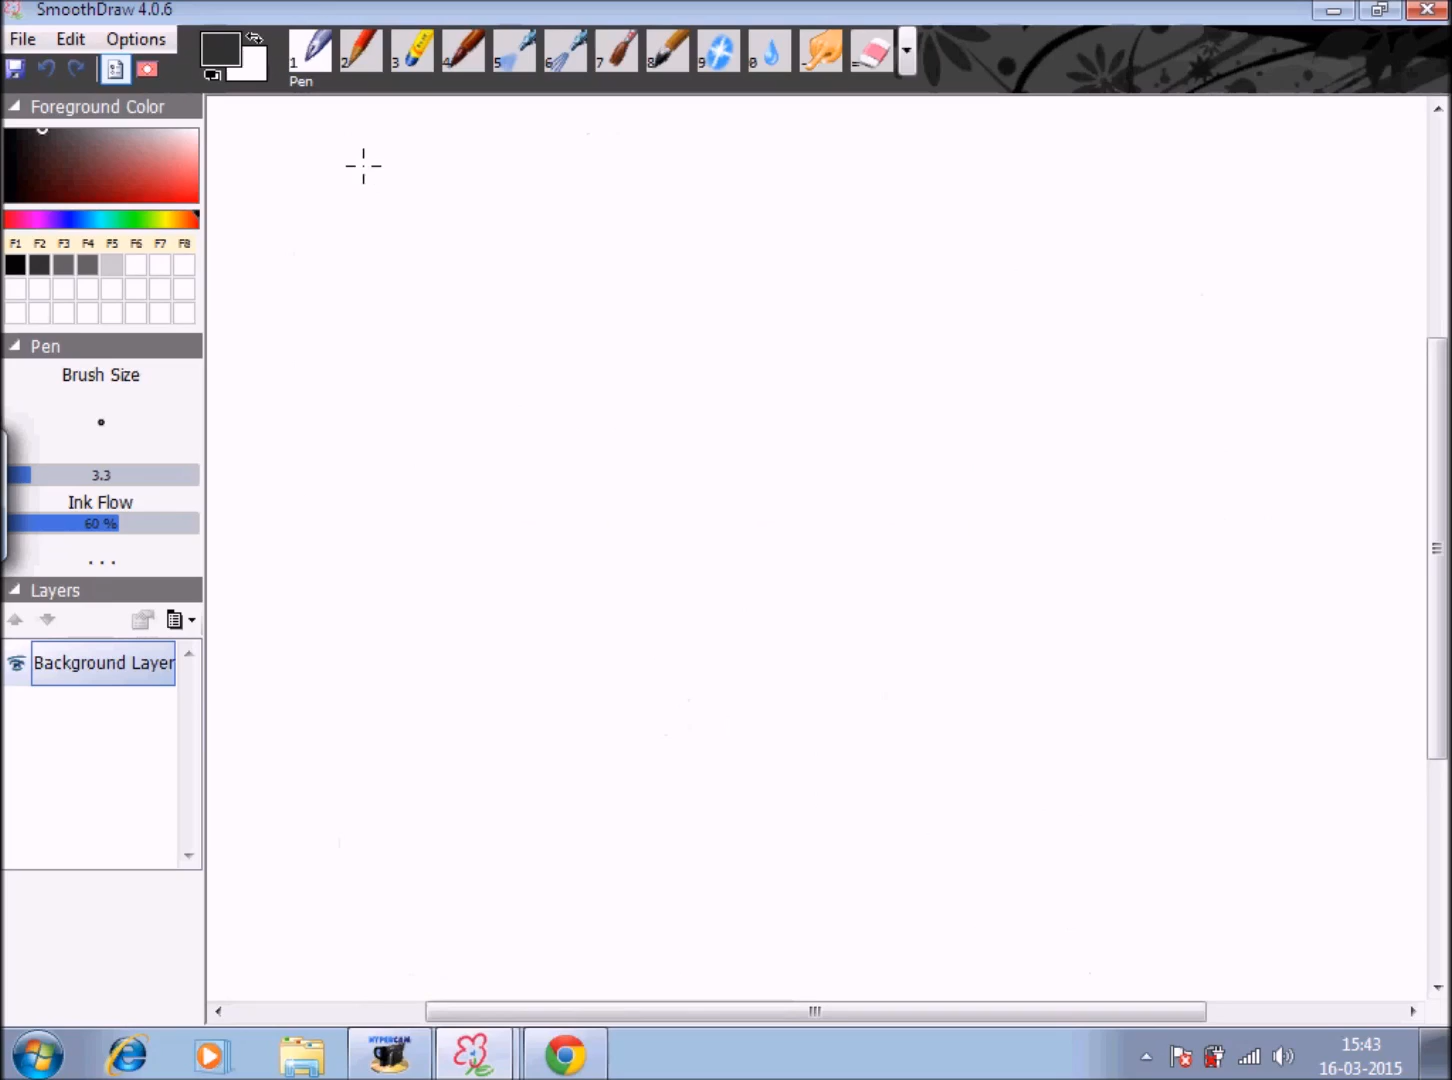 SmoothDraw 4.0.6
File Edit Options
1 2 3 4 5 6 7 8 9 0 - =
Pen
Foreground Color
F1 F2 F3 F4 F5 F6 F7 F8
Pen
Brush Size
3.3
Ink Flow
60 %
...
Layers
Background Layer
HYPERCAM
15:43
16-03-2015